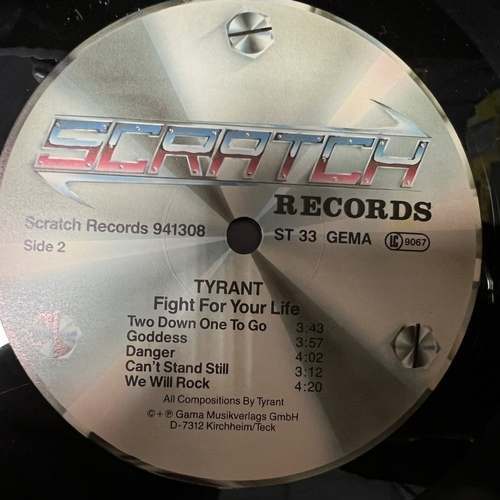 SCRATCH
RECORDS
Scratch Records 941308
ST 33 GEMA LC 9067
Side 2
TYRANT
Fight For Your Life
Two Down One To Go 3:43
Goddess 3:57
Danger 4:02
Can't Stand Still 3:12
We Will Rock 4:20
All Compositions By Tyrant
© + ℗ Gama Musikverlags GmbH
D-7312 Kirchheim/Teck